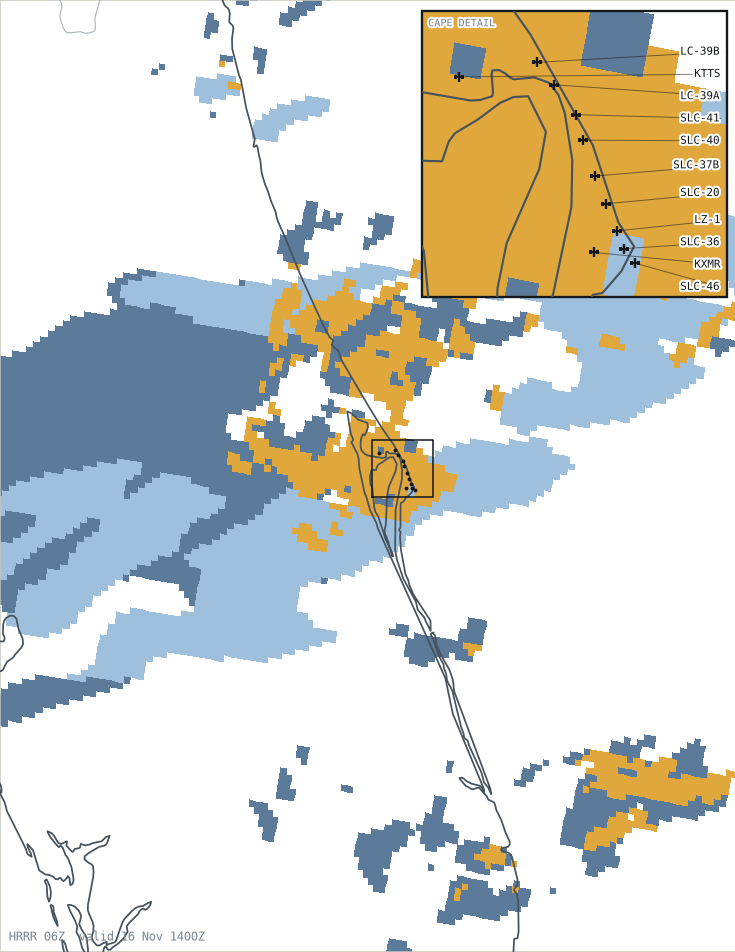 CAPE DETAIL
LC-39B
KTTS
LC-39A
SLC-41
SLC-40
SLC-37B
SLC-20
LZ-1
SLC-36
KXMR
SLC-46
HRRR 06Z valid 16 Nov 1400Z